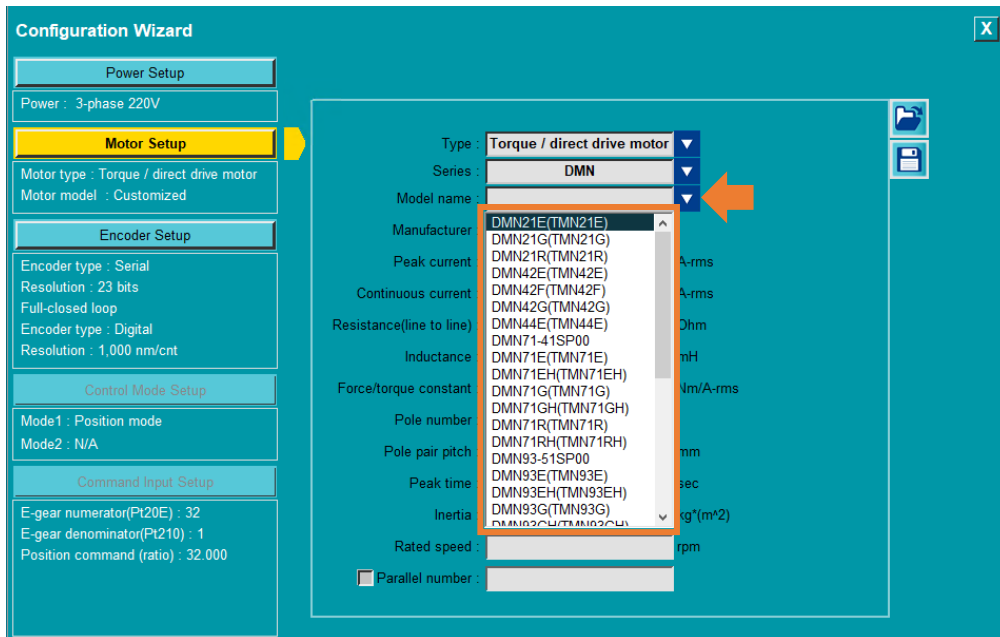 Configuration Wizard
X
Power Setup
Power : 3-phase 220V
Motor Setup
Motor type : Torque / direct drive motor
Motor model : Customized
Encoder Setup
Encoder type : Serial
Resolution : 23 bits
Full-closed loop
Encoder type : Digital
Resolution : 1,000 nm/cnt
Control Mode Setup
Mode1 : Position mode
Mode2 : N/A
Command Input Setup
E-gear numerator(Pt20E) : 32
E-gear denominator(Pt210) : 1
Position command (ratio) : 32.000
Type : Torque / direct drive motor
Series : DMN
Model name :
Manufacturer
Peak current A-rms
Continuous current A-rms
Resistance(line to line) Ohm
Inductance mH
Force/torque constant Nm/A-rms
Pole number
Pole pair pitch mm
Peak time sec
Inertia kg*(m^2)
Rated speed : rpm
Parallel number :
DMN21E(TMN21E)
DMN21G(TMN21G)
DMN21R(TMN21R)
DMN42E(TMN42E)
DMN42F(TMN42F)
DMN42G(TMN42G)
DMN44E(TMN44E)
DMN71-41SP00
DMN71E(TMN71E)
DMN71EH(TMN71EH)
DMN71G(TMN71G)
DMN71GH(TMN71GH)
DMN71R(TMN71R)
DMN71RH(TMN71RH)
DMN93-51SP00
DMN93E(TMN93E)
DMN93EH(TMN93EH)
DMN93G(TMN93G)
DMN93GH(TMN93GH)